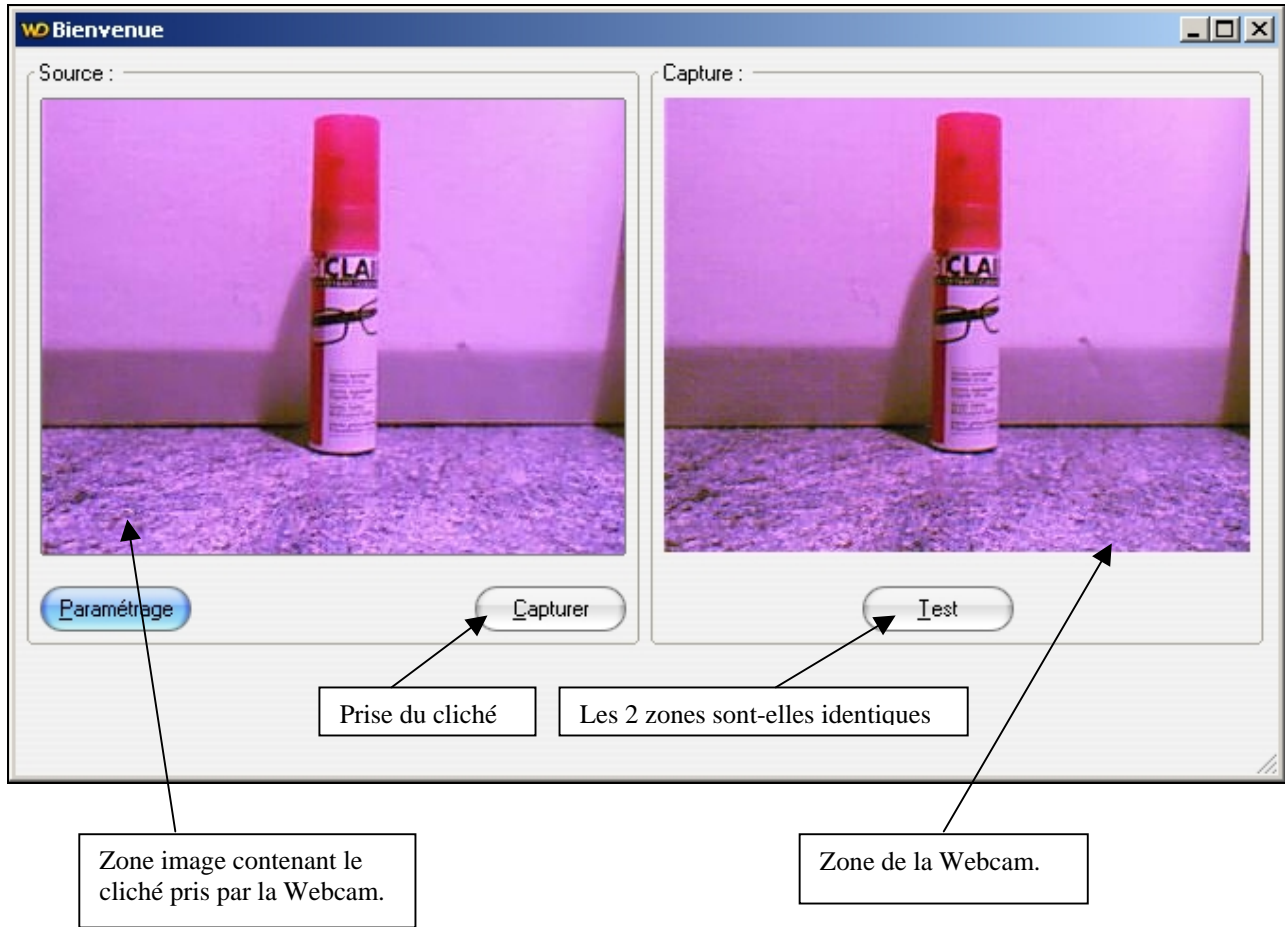 WD Bienvenue
Source :
Capture :
CLAI
CLAI
Paramétrage
Capturer
Test
Prise du cliché
Les 2 zones sont-elles identiques
Zone image contenant le
cliché pris par la Webcam.
Zone de la Webcam.